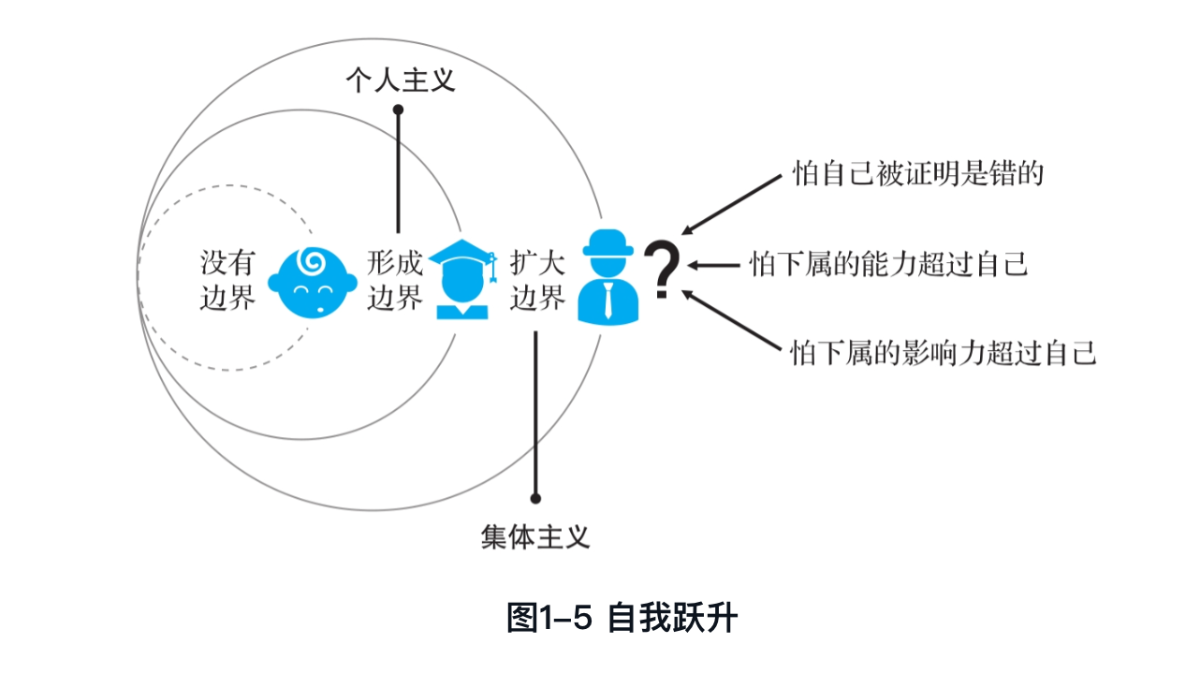 个人主义
怕自己被证明是错的
没有
边界
形成
边界
扩大
边界
?
怕下属的能力超过自己
怕下属的影响力超过自己
集体主义
图1–5 自我跃升